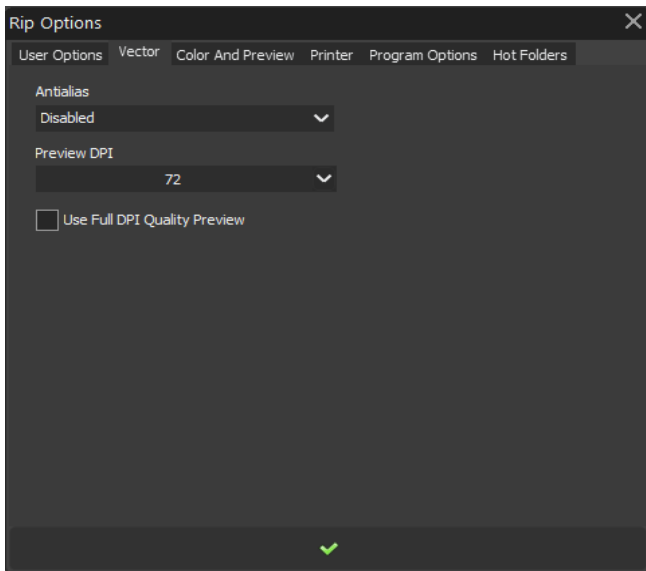 Rip Options
User Options Vector Color And Preview Printer Program Options Hot Folders
Antialias
Disabled
Preview DPI
72
Use Full DPI Quality Preview